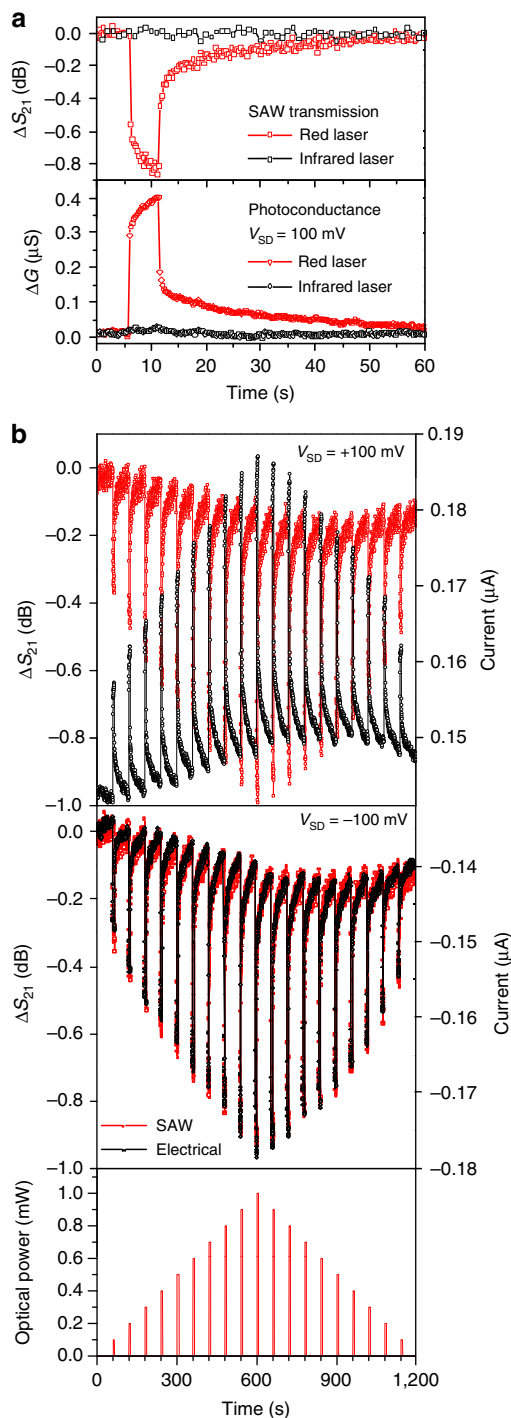 a
0.0
−0.2
−0.4
−0.6
−0.8
ΔS21 (dB)
SAW transmission
Red laser
Infrared laser
0.4
0.3
0.2
0.1
0.0
ΔG (µS)
Photoconductance
VSD = 100 mV
Red laser
Infrared laser
0 10 20 30 40 50 60
Time (s)
b
VSD = +100 mV
0.0
−0.2
−0.4
−0.6
−0.8
−1.0
ΔS21 (dB)
0.19
0.18
0.17
0.16
0.15
Current (µA)
VSD = −100 mV
0.0
−0.2
−0.4
−0.6
−0.8
−1.0
ΔS21 (dB)
−0.14
−0.15
−0.16
−0.17
−0.18
Current (µA)
SAW
Electrical
1.0
0.8
0.6
0.4
0.2
0.0
Optical power (mW)
0 300 600 900 1,200
Time (s)